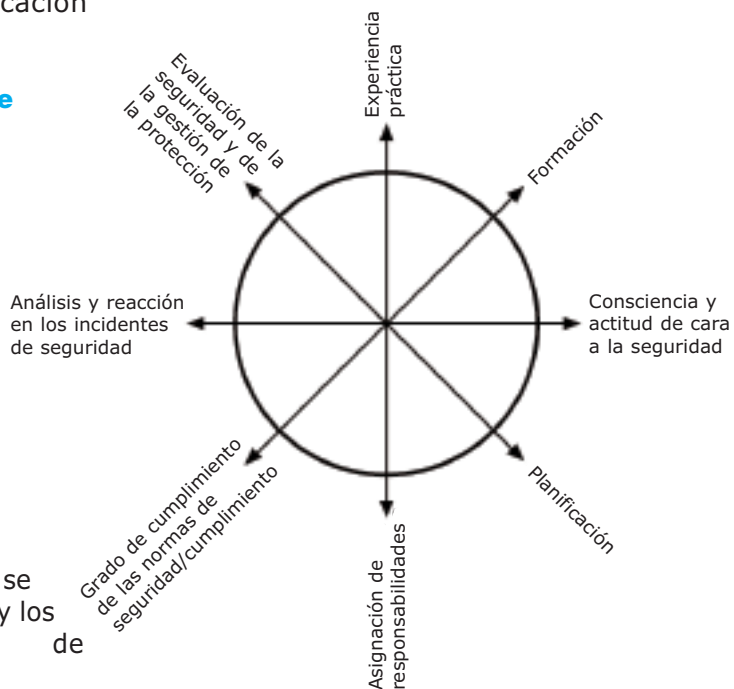 cación
e
Experiencia
práctica
Formación
Consciencia y
actitud de cara
a la seguridad
Planificación
Asignación de
responsabilidades
Grado de cumplimiento
de las normas de
seguridad/cumplimiento
Análisis y reacción
en los incidentes
de seguridad
Evaluación de la
seguridad y de
la gestión de
la protección
se
y los
de